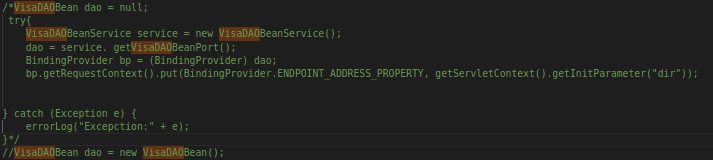 /*VisaDAOBean dao = null;
try{
VisaDAOBeanService service = new VisaDAOBeanService();
dao = service. getVisaDAOBeanPort();
BindingProvider bp = (BindingProvider) dao;
bp.getRequestContext().put(BindingProvider.ENDPOINT_ADDRESS_PROPERTY, getServletContext().getInitParameter("dir"));
} catch (Exception e) {
errorLog("Excepction:" + e);
}*/
//VisaDAOBean dao = new VisaDAOBean();